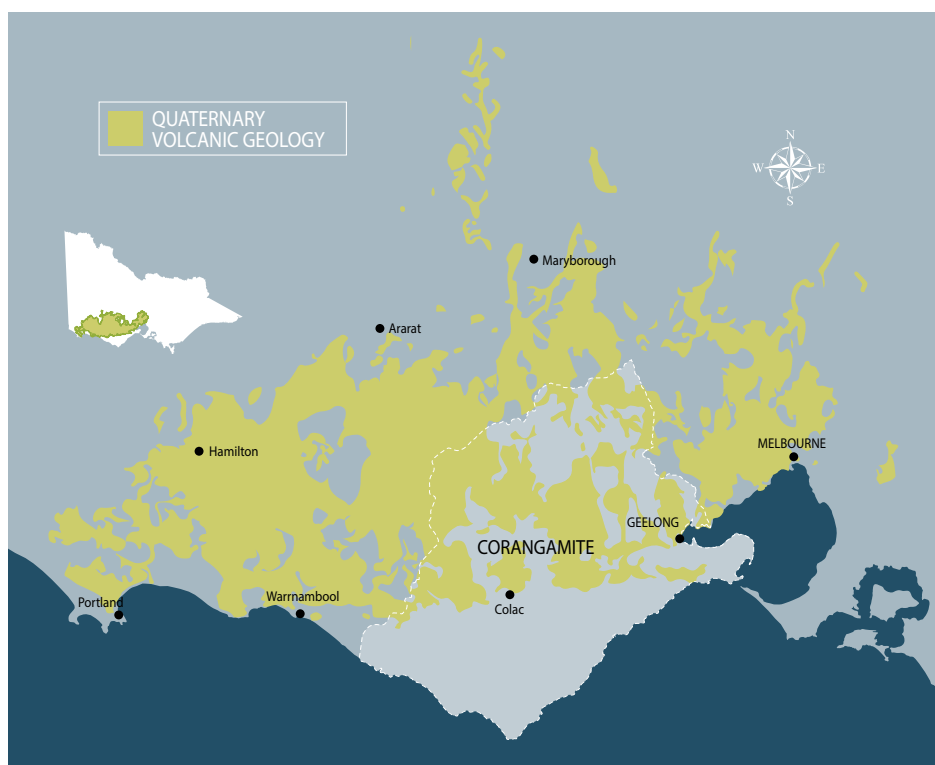 QUATERNARY
VOLCANIC GEOLOGY
N
W
E
S
Maryborough
Ararat
MELBOURNE
Hamilton
GEELONG
CORANGAMITE
Portland
Warrnambool
Colac